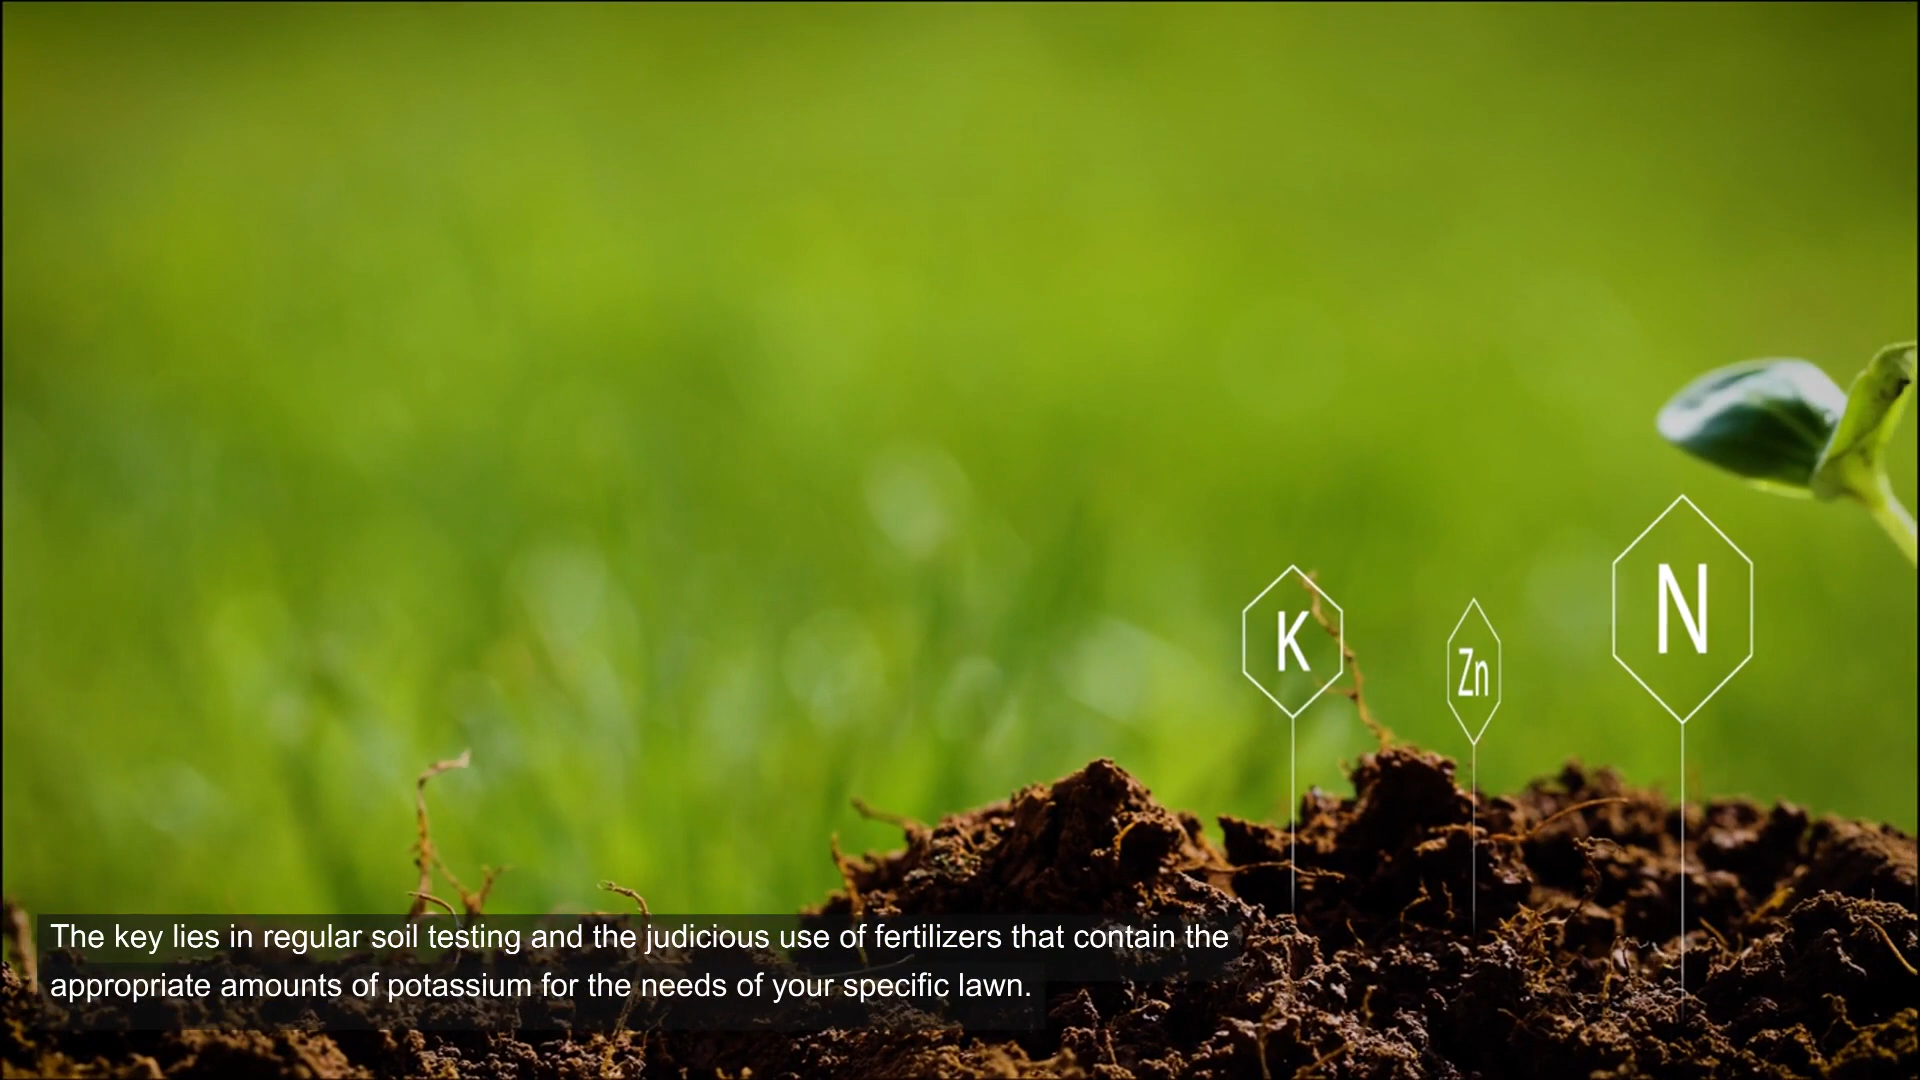 K
Zn
N
The key lies in regular soil testing and the judicious use of fertilizers that contain the
appropriate amounts of potassium for the needs of your specific lawn.